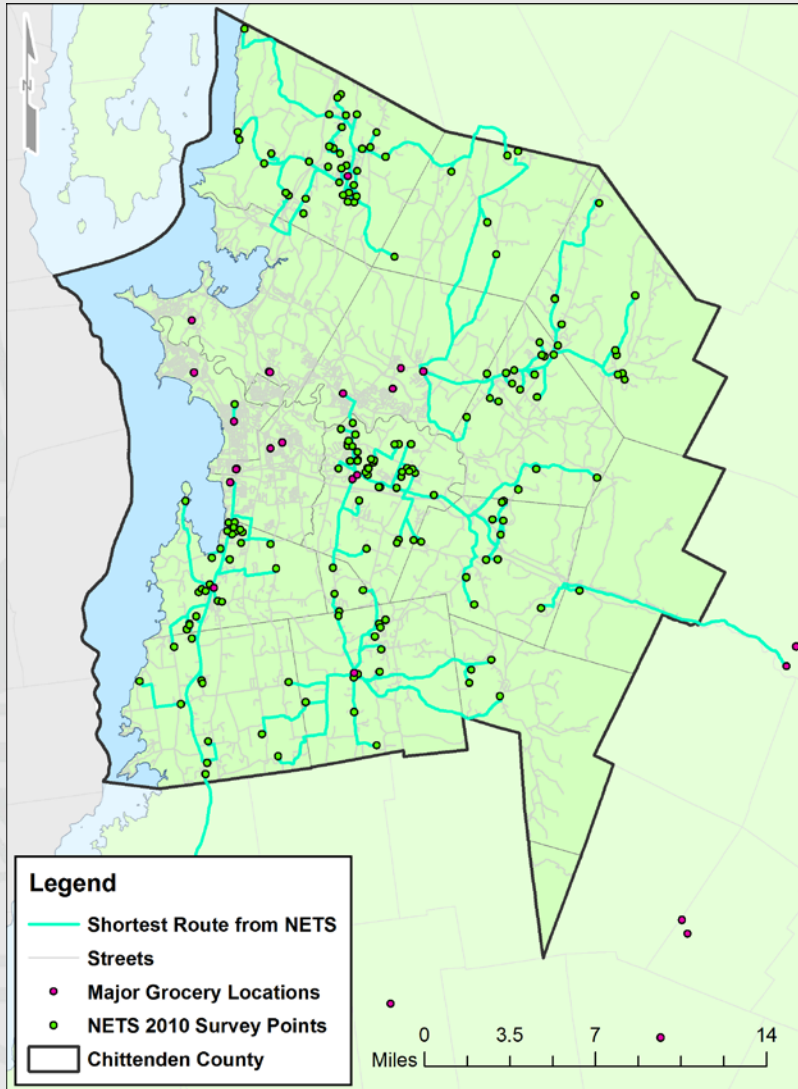 N
Legend
Shortest Route from NETS
Streets
Major Grocery Locations
NETS 2010 Survey Points
Chittenden County
0 3.5 7 14
Miles